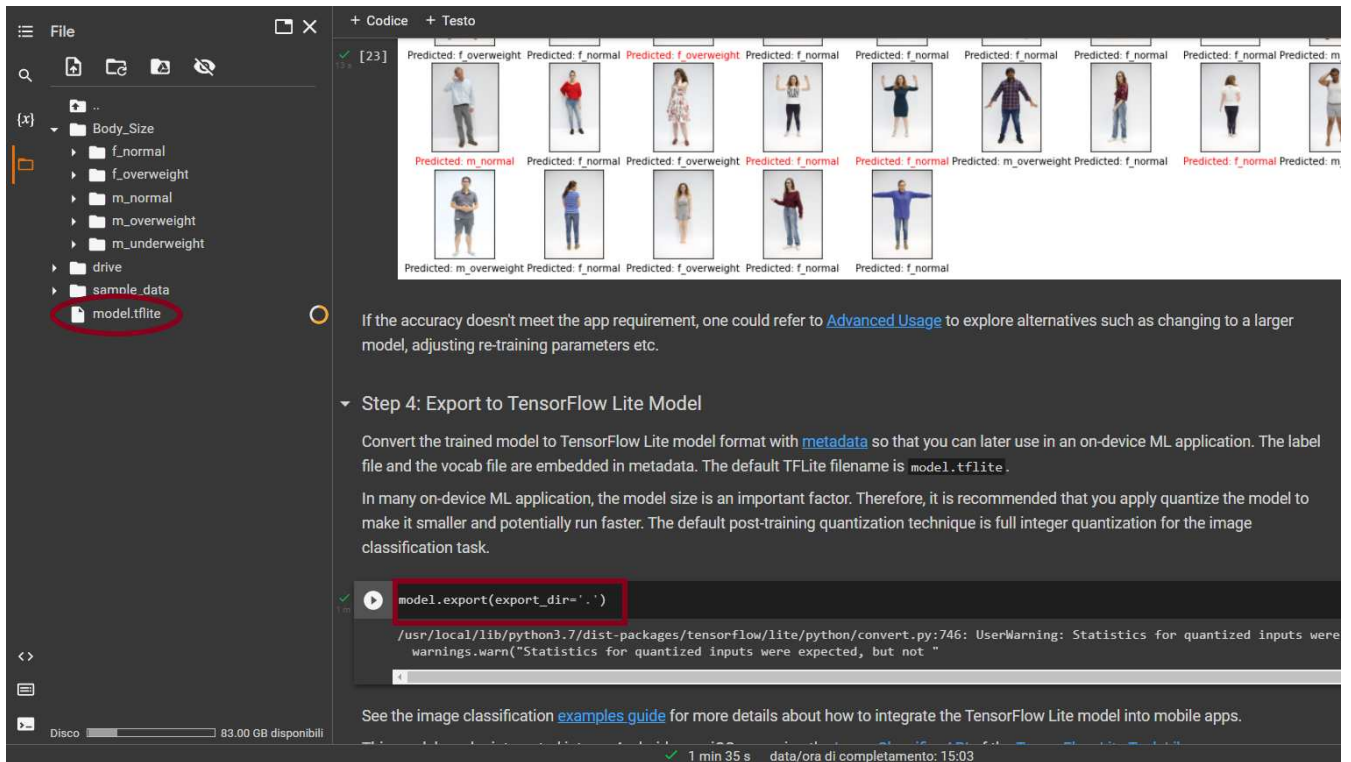 File
+ Codice + Testo
..
Body_Size
f_normal
f_overweight
m_normal
m_overweight
m_underweight
drive
sample_data
model.tflite
{x}
Disco 83.00 GB disponibili
[23]
13 s
Predicted: f_overweight Predicted: f_normal Predicted: f_overweight Predicted: f_normal Predicted: f_normal Predicted: f_normal Predicted: f_normal Predicted: f_normal Predicted: m
Predicted: m_normal Predicted: f_normal Predicted: f_overweight Predicted: f_normal Predicted: f_normal Predicted: m_overweight Predicted: f_normal Predicted: f_normal Predicted: m
Predicted: m_overweight Predicted: f_normal Predicted: f_overweight Predicted: f_normal Predicted: f_normal
If the accuracy doesn't meet the app requirement, one could refer to Advanced Usage to explore alternatives such as changing to a larger
model, adjusting re-training parameters etc.
Step 4: Export to TensorFlow Lite Model
Convert the trained model to TensorFlow Lite model format with metadata so that you can later use in an on-device ML application. The label
file and the vocab file are embedded in metadata. The default TFLite filename is model.tflite.
In many on-device ML application, the model size is an important factor. Therefore, it is recommended that you apply quantize the model to
make it smaller and potentially run faster. The default post-training quantization technique is full integer quantization for the image
classification task.
1 m
model.export(export_dir='.')
/usr/local/lib/python3.7/dist-packages/tensorflow/lite/python/convert.py:746: UserWarning: Statistics for quantized inputs were
warnings.warn("Statistics for quantized inputs were expected, but not "
See the image classification examples guide for more details about how to integrate the TensorFlow Lite model into mobile apps.
1 min 35 s data/ora di completamento: 15:03